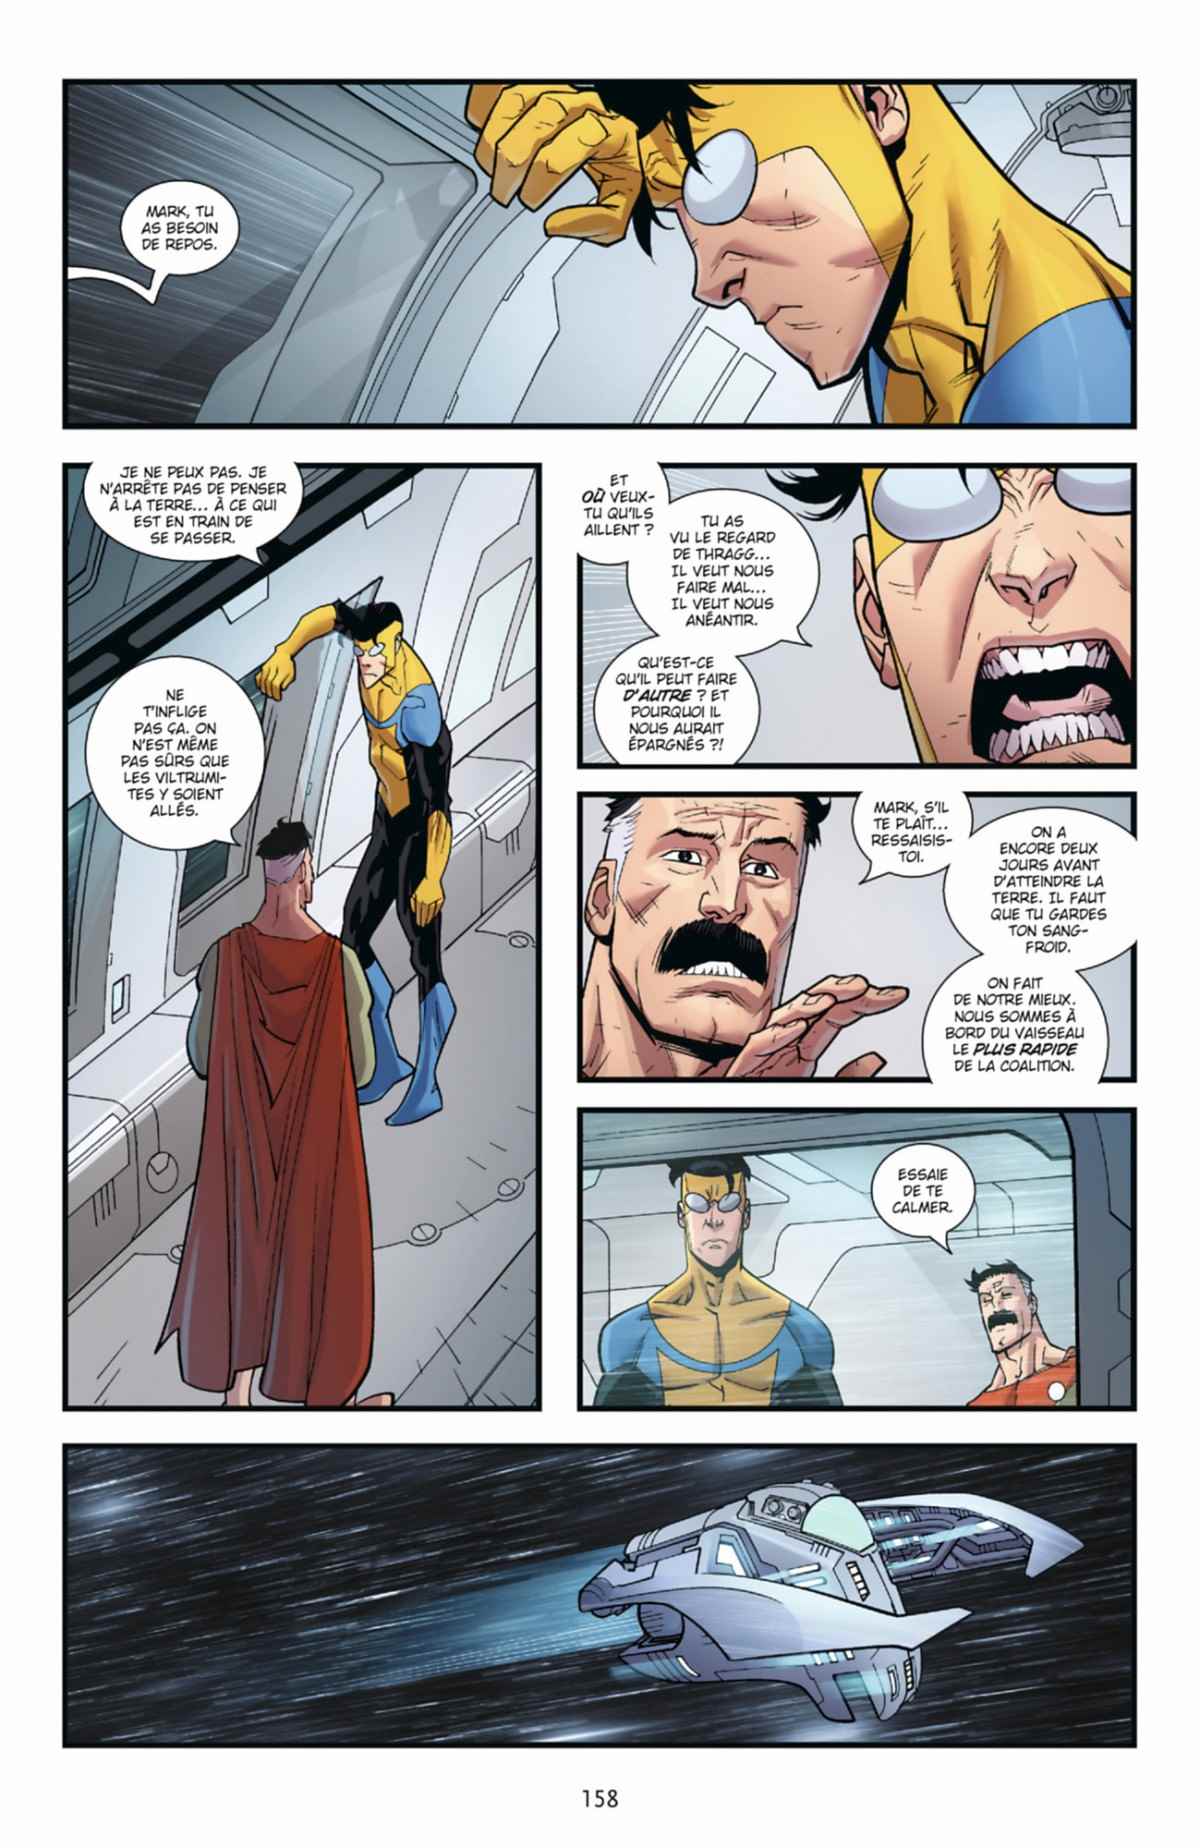 MARK, TU
AS BESOIN
DE REPOS.
JE NE PEUX PAS. JE
N'ARRÊTE PAS DE PENSER
À LA TERRE... À CE QUI
EST EN TRAIN DE
SE PASSER.
NE
T'INFLIGE
PAS ÇA. ON
N'EST MÊME
PAS SÛRS QUE
LES VILTRUMI-
TES Y SOIENT
ALLÉS.
ET
OÙ VEUX-
TU QU'ILS
AILLENT ?
TU AS
VU LE REGARD
DE THRAGG...
IL VEUT NOUS
FAIRE MAL...
IL VEUT NOUS
ANÉANTIR.
QU'EST-CE
QU'IL PEUT FAIRE
D'AUTRE ? ET
POURQUOI IL
NOUS AURAIT
ÉPARGNÉS ?!
MARK, S'IL
TE PLAÎT...
RESSAISIS-
TOI.
ON A
ENCORE DEUX
JOURS AVANT
D'ATTEINDRE LA
TERRE. IL FAUT
QUE TU GARDES
TON SANG-
FROID.
ON FAIT
DE NOTRE MIEUX.
NOUS SOMMES À
BORD DU VAISSEAU
LE PLUS RAPIDE
DE LA COALITION.
ESSAIE
DE TE
CALMER.
158